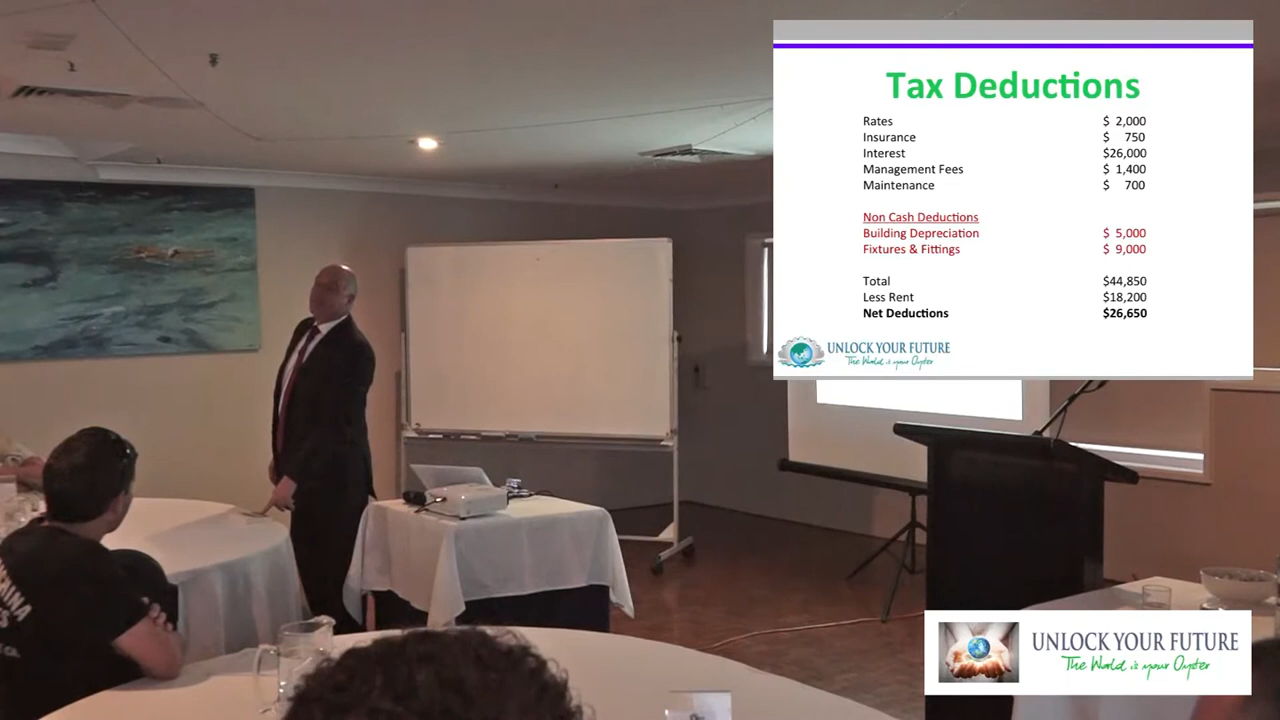 Tax Deductions
Rates $ 2,000
Insurance $ 750
Interest $26,000
Management Fees $ 1,400
Maintenance $ 700
Non Cash Deductions
Building Depreciation $ 5,000
Fixtures & Fittings $ 9,000
Total $44,850
Less Rent $18,200
Net Deductions $26,650
UNLOCK YOUR FUTURE
The World is your Oyster
UNLOCK YOUR FUTURE
The World is your Oyster